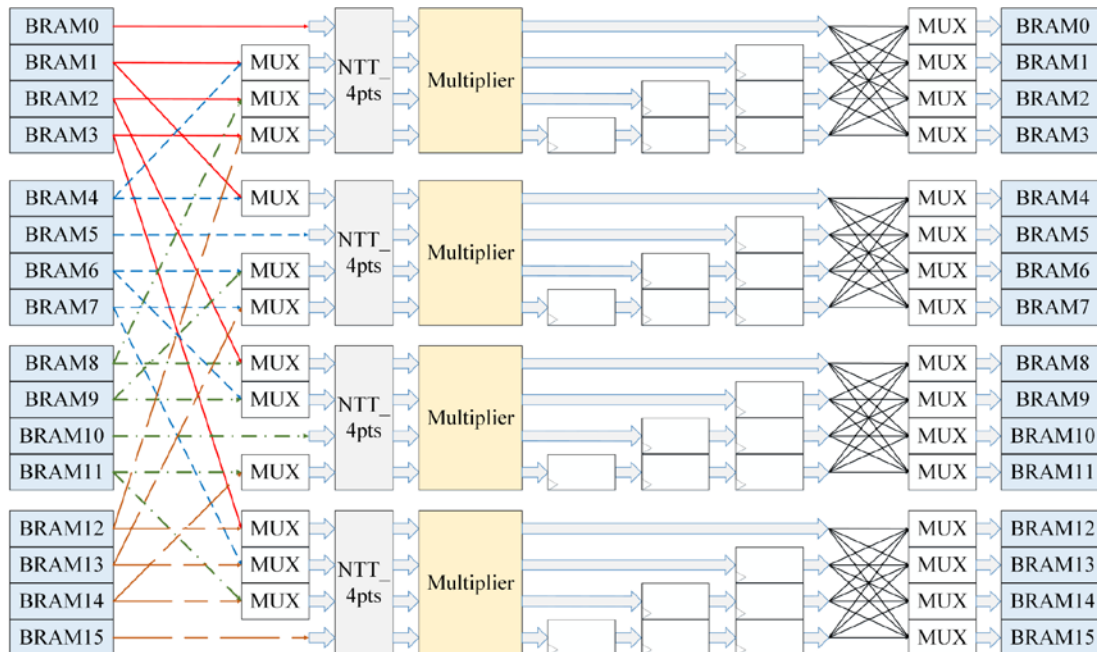 BRAM0
MUX
BRAM0
BRAM1
MUX
MUX
BRAM1
BRAM2
MUX
NTT_
4pts
Multiplier
MUX
BRAM2
BRAM3
MUX
MUX
BRAM3
BRAM4
MUX
MUX
BRAM4
BRAM5
MUX
BRAM5
BRAM6
MUX
NTT_
4pts
Multiplier
MUX
BRAM6
BRAM7
MUX
MUX
BRAM7
BRAM8
MUX
MUX
BRAM8
BRAM9
MUX
MUX
BRAM9
BRAM10
NTT_
4pts
Multiplier
MUX
BRAM10
BRAM11
MUX
MUX
BRAM11
BRAM12
MUX
MUX
BRAM12
BRAM13
MUX
MUX
BRAM13
BRAM14
MUX
NTT_
4pts
Multiplier
MUX
BRAM14
BRAM15
MUX
BRAM15